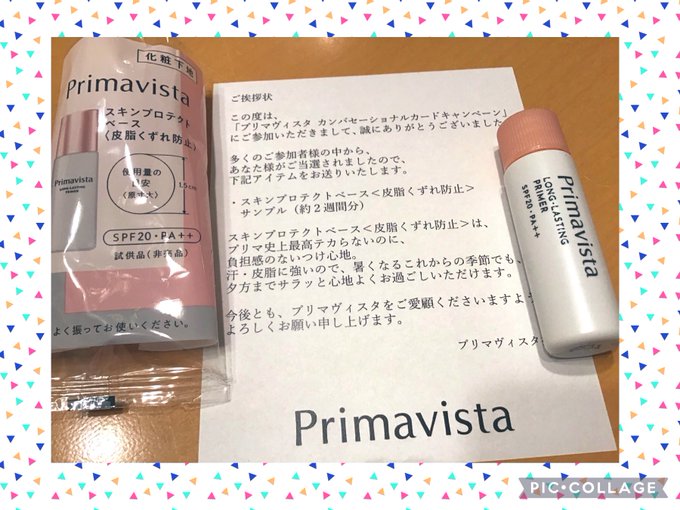 化粧下地
Primavista
スキンプロテクト
ベース
〈皮脂くずれ防止〉
Primavista
LONG-LASTING
PRIMER
使用量の
目安
〈原寸大〉
1.5cm
SPF20・PA++
試供品(非売品)
よく振ってお使いください。
ご挨拶状
この度は、
「プリマヴィスタ カンバセーショナルカードキャンペーン」
にご参加いただきまして、誠にありがとうございました
多くのご参加者様の中から、
あなた様がご当選されましたので、
下記アイテムをお送りいたします。
・スキンプロテクトベース<皮脂くずれ防止>
サンプル(約2週間分)
スキンプロテクトベース<皮脂くずれ防止>は、
プリマ史上最高テカらないのに、
負担感のないつけ心地。
汗・皮脂に強いので、暑くなるこれからの季節でも、
夕方までサラッと心地よくお過ごしいただけます。
今後とも、プリマヴィスタをご愛顧くださいますよう
よろしくお願い申し上げます。
プリマヴィスタ
Primavista
Primavista
LONG-LASTING
PRIMER
SPF20・PA++
PIC•COLLAGE